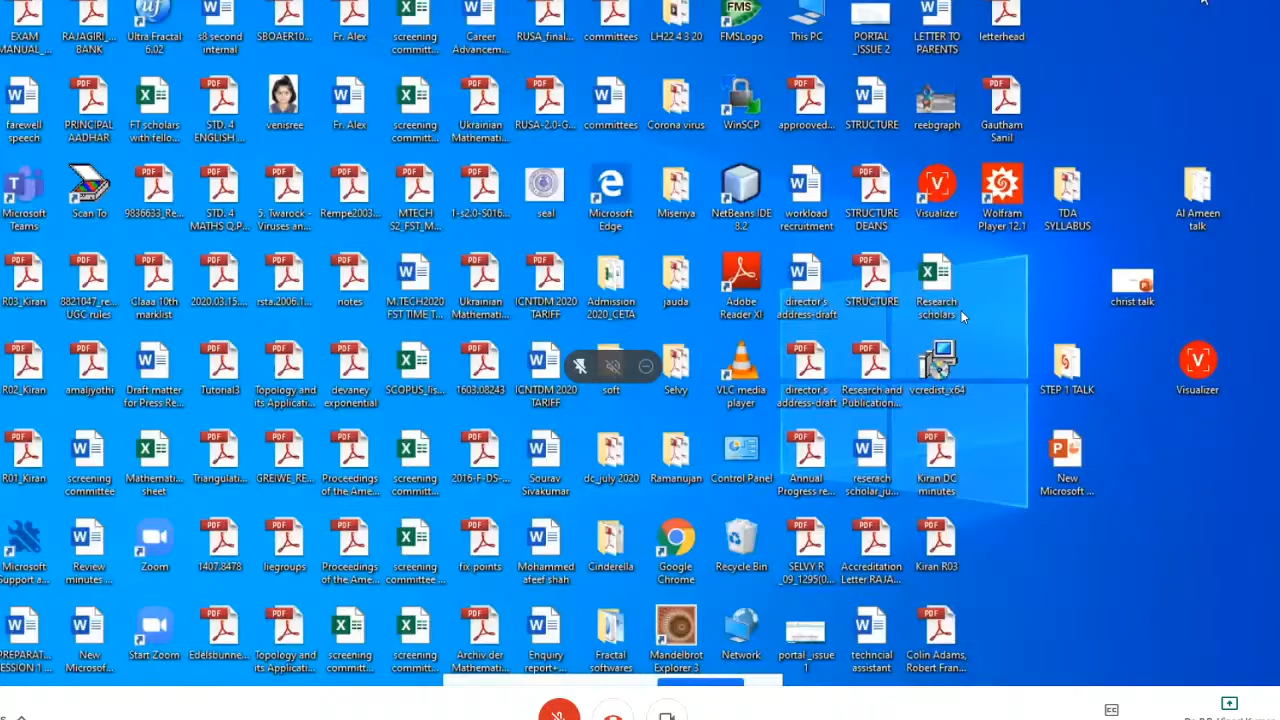 EXAM
MANUAL_...
RAJAGIRI_...
BANK
Ultra Fractal
6.02
s8 second
internal
SBOAER10...
Fr. Alex
screening
committ...
Career
Advancem...
RUSA_final...
committees
LH22 4 3 20
FMSLogo
This PC
PORTAL
_ISSUE 2
LETTER TO
PARENTS
letterhead
farewell
speech
PRINCIPAL
AADHAR
FT scholars
with fello...
STD. 4
ENGLISH ...
venisree
Fr. Alex
screening
committ...
Ukrainian
Mathemati...
RUSA-2.0-G...
committees
Corona virus
WinSCP
approoved...
STRUCTURE
reebgraph
Gautham
Sanil
Microsoft
Teams
Scan To
9836633_Re...
STD. 4
MATHS Q.P...
5. Twarock -
Viruses an...
Rempe2003...
MTECH
S2_FST_M...
1-s2.0-S016...
seal
Microsoft
Edge
Miseriya
NetBeans IDE
8.2
workload
recruitment
STRUCTURE
DEANS
Visualizer
Wolfram
Player 12.1
TDA
SYLLABUS
Al Ameen
talk
R03_Kiran
8821047_re...
UGC rules
Claaa 10th
marklist
2020.03.15....
rsta.2006.1...
notes
M.TECH2020
FST TIME T...
Ukrainian
Mathemati...
ICNTDM 2020
TARIFF
Admission
2020_CETA
jauda
Adobe
Reader XI
director's
address-draft
STRUCTURE
Research
scholars
christ talk
R02_Kiran
amaljyothi
Draft matter
for Press Re...
Tutorial3
Topology and
its Applicati...
devaney
exponential
SCOPUS_lis...
1603.08243
ICNTDM 2020
TARIFF
soft
Selvy
VLC media
player
director's
address-draft
Research and
Publication...
vcredist_x64
STEP 1 TALK
Visualizer
R01_Kiran
screening
committee
Mathemati...
sheet
Triangulati...
GREIWE_RE...
Proceedings
of the Ame...
screening
committ...
2016-F-DS-...
Sourav
Sivakumar
dc_july 2020
Ramanujan
Control Panel
Annual
Progress re...
reserach
scholar_ju...
Kiran DC
minutes
New
Microsoft ...
Microsoft
Support a...
Review
minutes ...
Zoom
1407.8478
liegroups
Proceedings
of the Ame...
screening
committee ...
fix points
Mohammed
afeef shah
Cinderella
Google
Chrome
Recycle Bin
SELVY R
_09_1295(0...
Accreditation
Letter RAJA...
Kiran R03
PREPARAT...
ESSION 1 ...
New
Microsof...
Start Zoom
Edelsbunne...
Topology and
its Applicati...
screening
committ...
screening
committ...
Archiv der
Mathemati...
Enquiry
report+...
Fractal
softwares
Mandelbrot
Explorer 3
Network
portal_issue
1
techncial
assistant
Colin Adams,
Robert Fran...